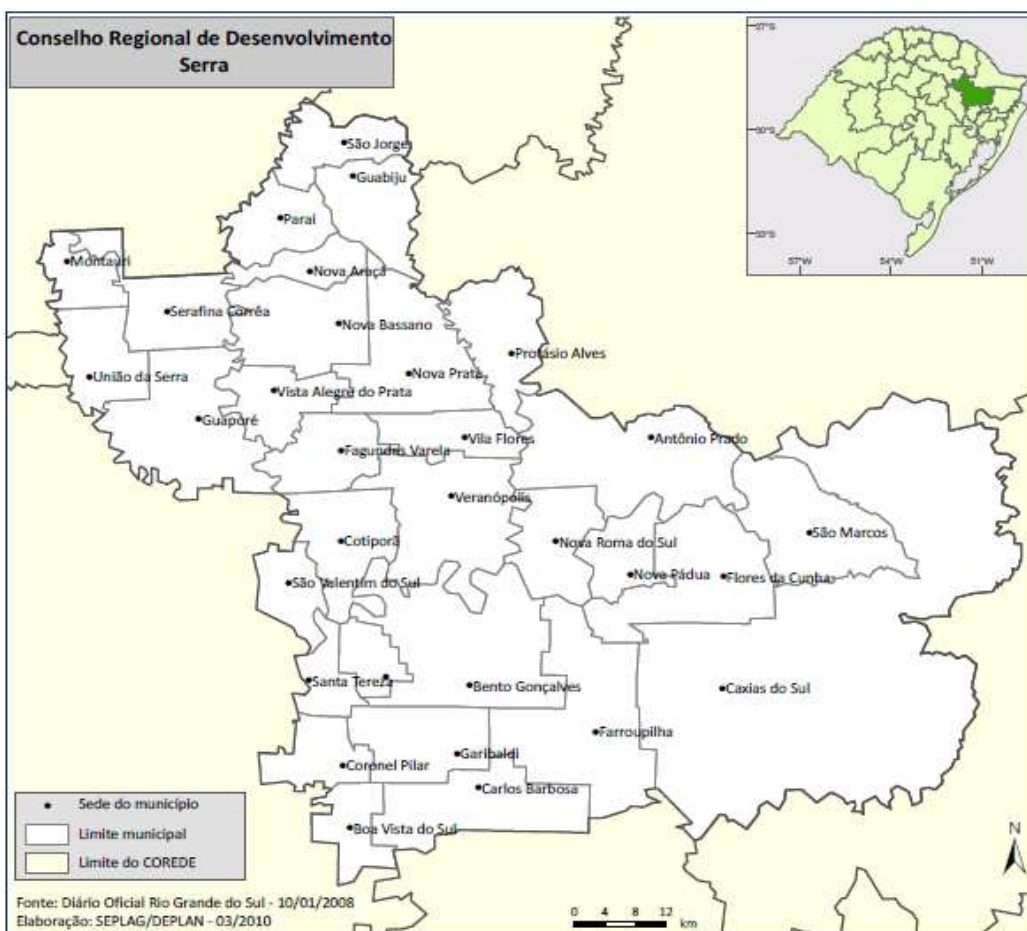 Conselho Regional de Desenvolvimento
Serra
São Jorge
Guabiju
Paraí
Montauri
Nova Araçá
Serafina Corrêa
Nova Bassano
Protásio Alves
União da Serra
Nova Prata
Vista Alegre do Prata
Guaporé
Vila Flores
Antônio Prado
Fagundes Varela
Veranópolis
São Marcos
Cotiporã
Nova Roma do Sul
São Valentim do Sul
Nova Pádua
Flores da Cunha
Santa Tereza
Bento Gonçalves
Caxias do Sul
Farroupilha
Garibaldi
Coronel Pilar
Carlos Barbosa
Boa Vista do Sul
Sede do município
Limite municipal
Limite do COREDE
Fonte: Diário Oficial Rio Grande do Sul - 10/01/2008
Elaboração: SEPLAG/DEPLAN - 03/2010
0 4 8 12
km
N
57°W
54°W
51°W